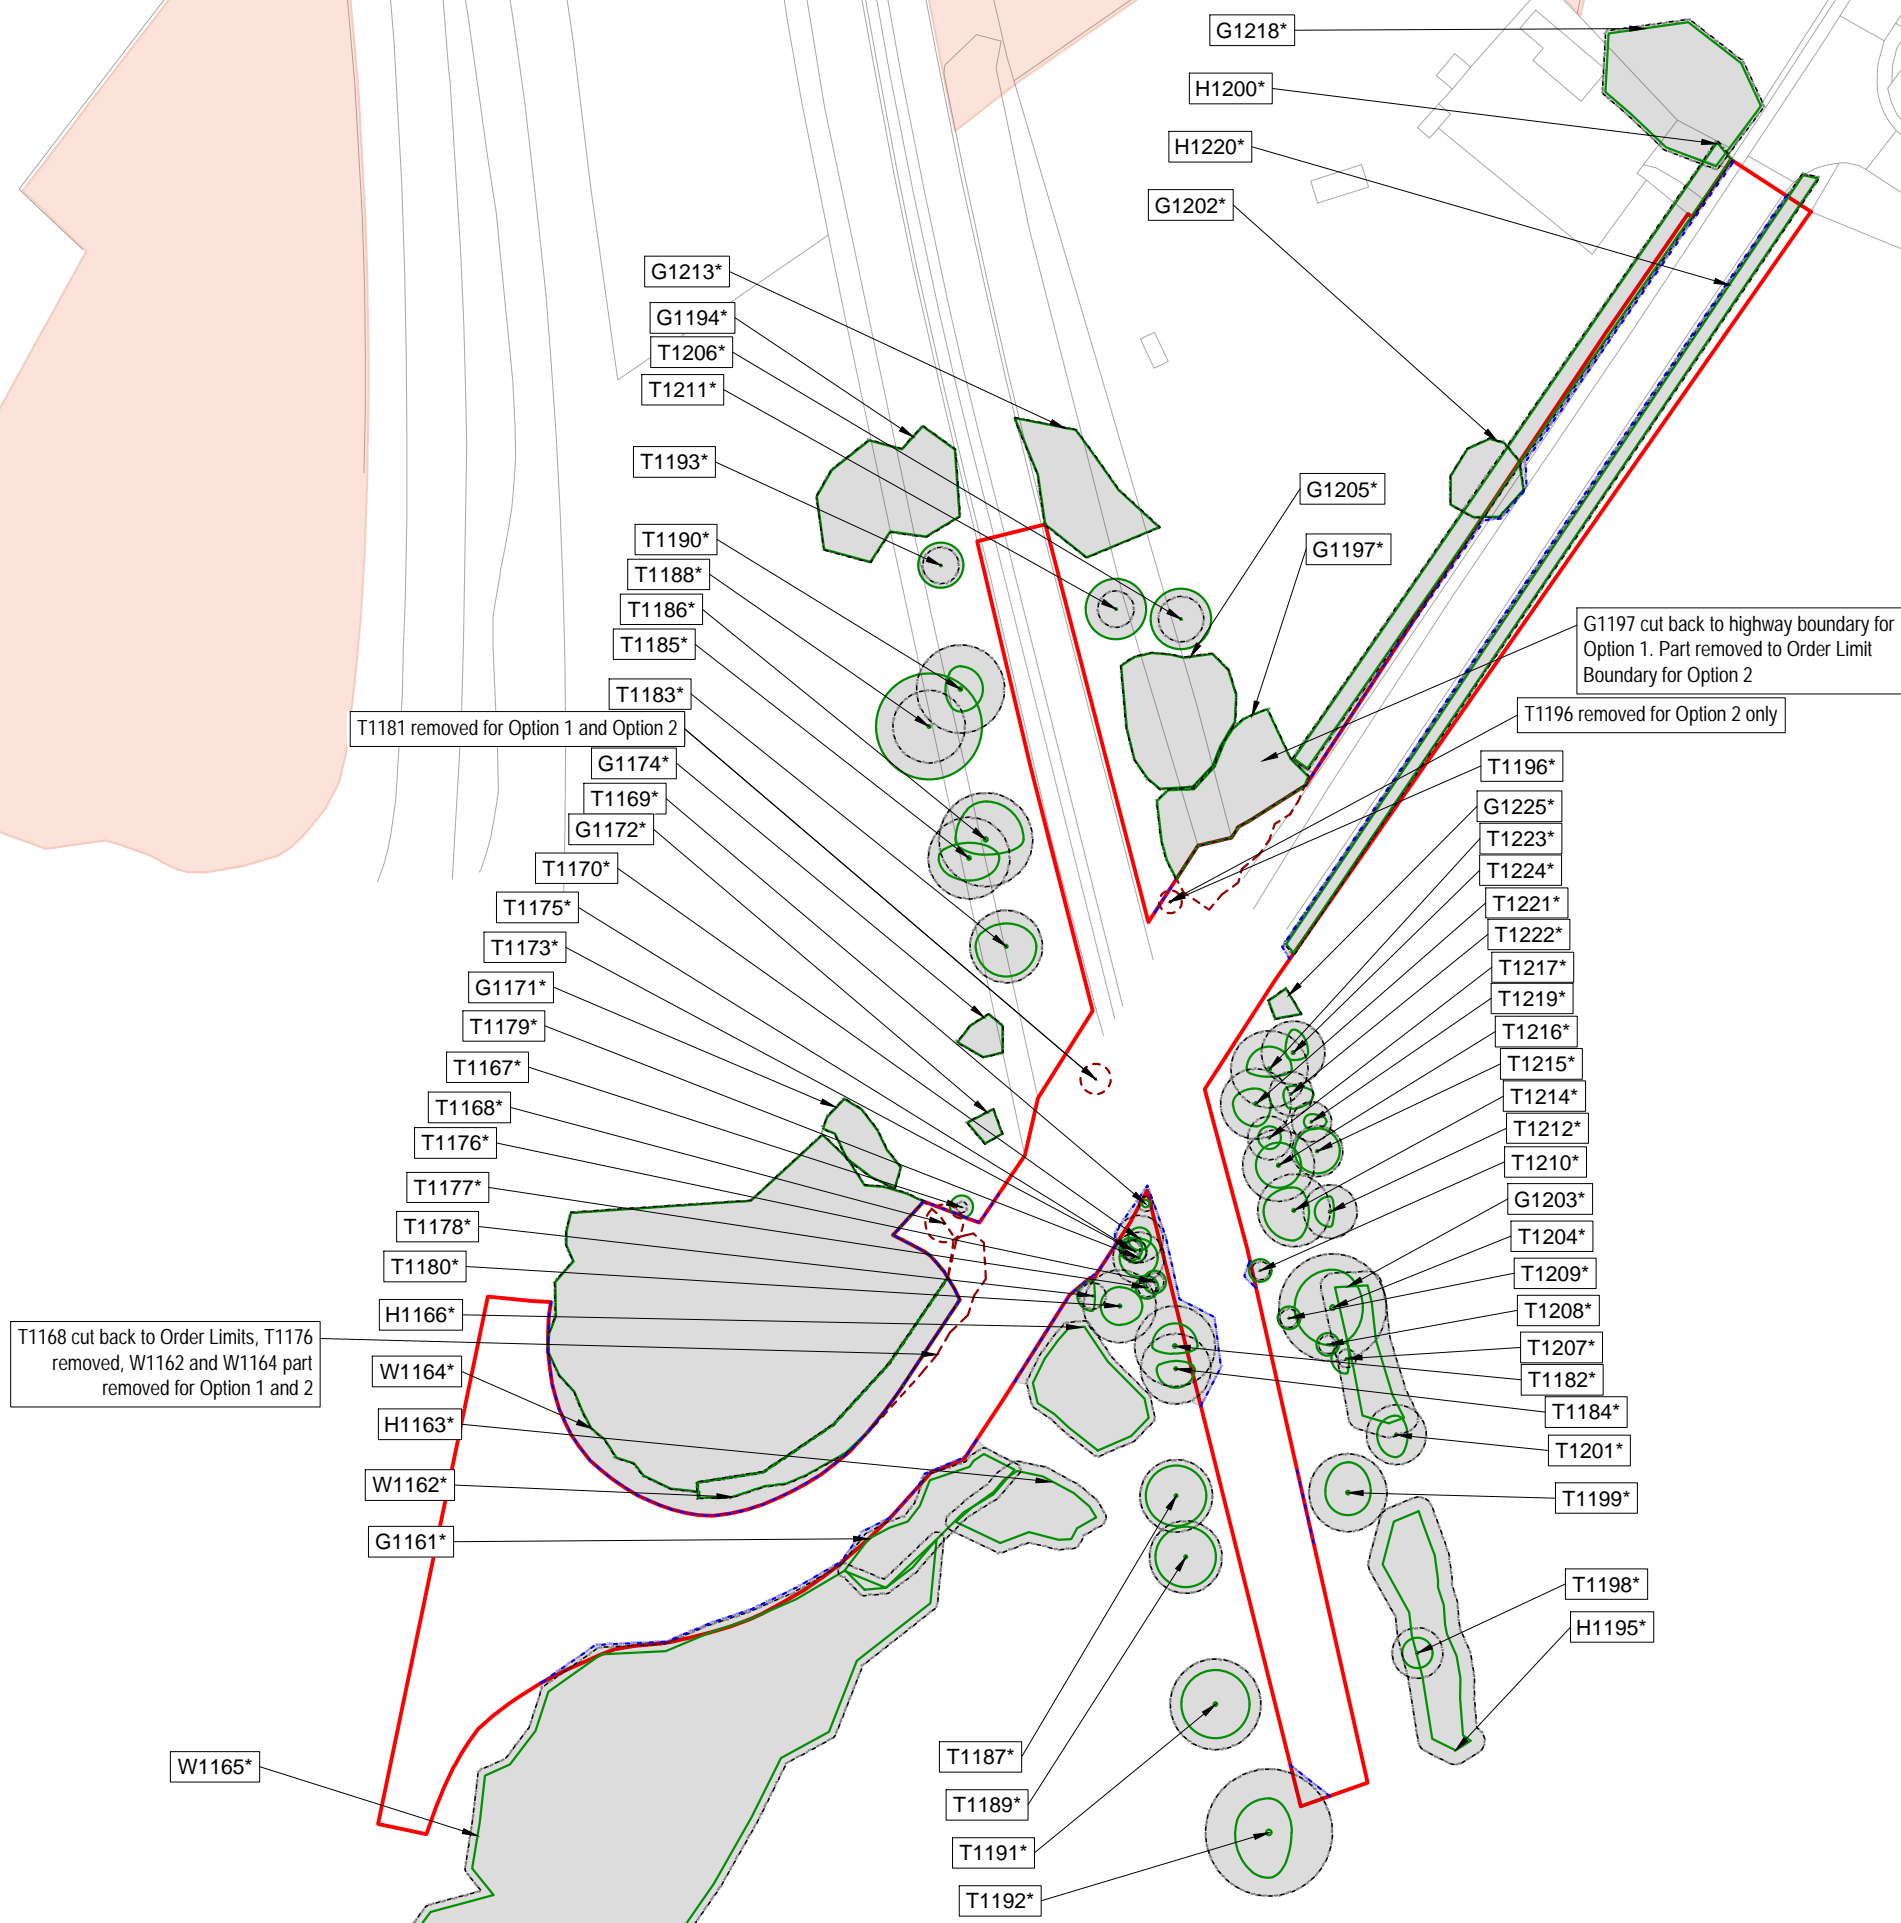 G1218*
H1200*
H1220*
G1202*
G1213*
G1194*
T1206*
T1211*
T1193*
G1205*
T1190*
G1197*
T1188*
T1186*
T1185*
G1197 cut back to highway boundary for
Option 1. Part removed to Order Limit
Boundary for Option 2
T1183*
T1181 removed for Option 1 and Option 2
T1196 removed for Option 2 only
G1174*
T1196*
T1169*
G1225*
G1172*
T1223*
T1170*
T1224*
T1175*
T1221*
T1222*
T1173*
T1217*
G1171*
T1219*
T1179*
T1216*
T1167*
T1215*
T1168*
T1214*
T1176*
T1212*
T1177*
T1210*
T1178*
G1203*
T1180*
T1204*
T1209*
H1166*
T1208*
T1168 cut back to Order Limits, T1176
removed, W1162 and W1164 part
removed for Option 1 and 2
T1207*
W1164*
T1182*
H1163*
T1184*
T1201*
W1162*
T1199*
G1161*
T1198*
H1195*
W1165*
T1187*
T1189*
T1191*
T1192*